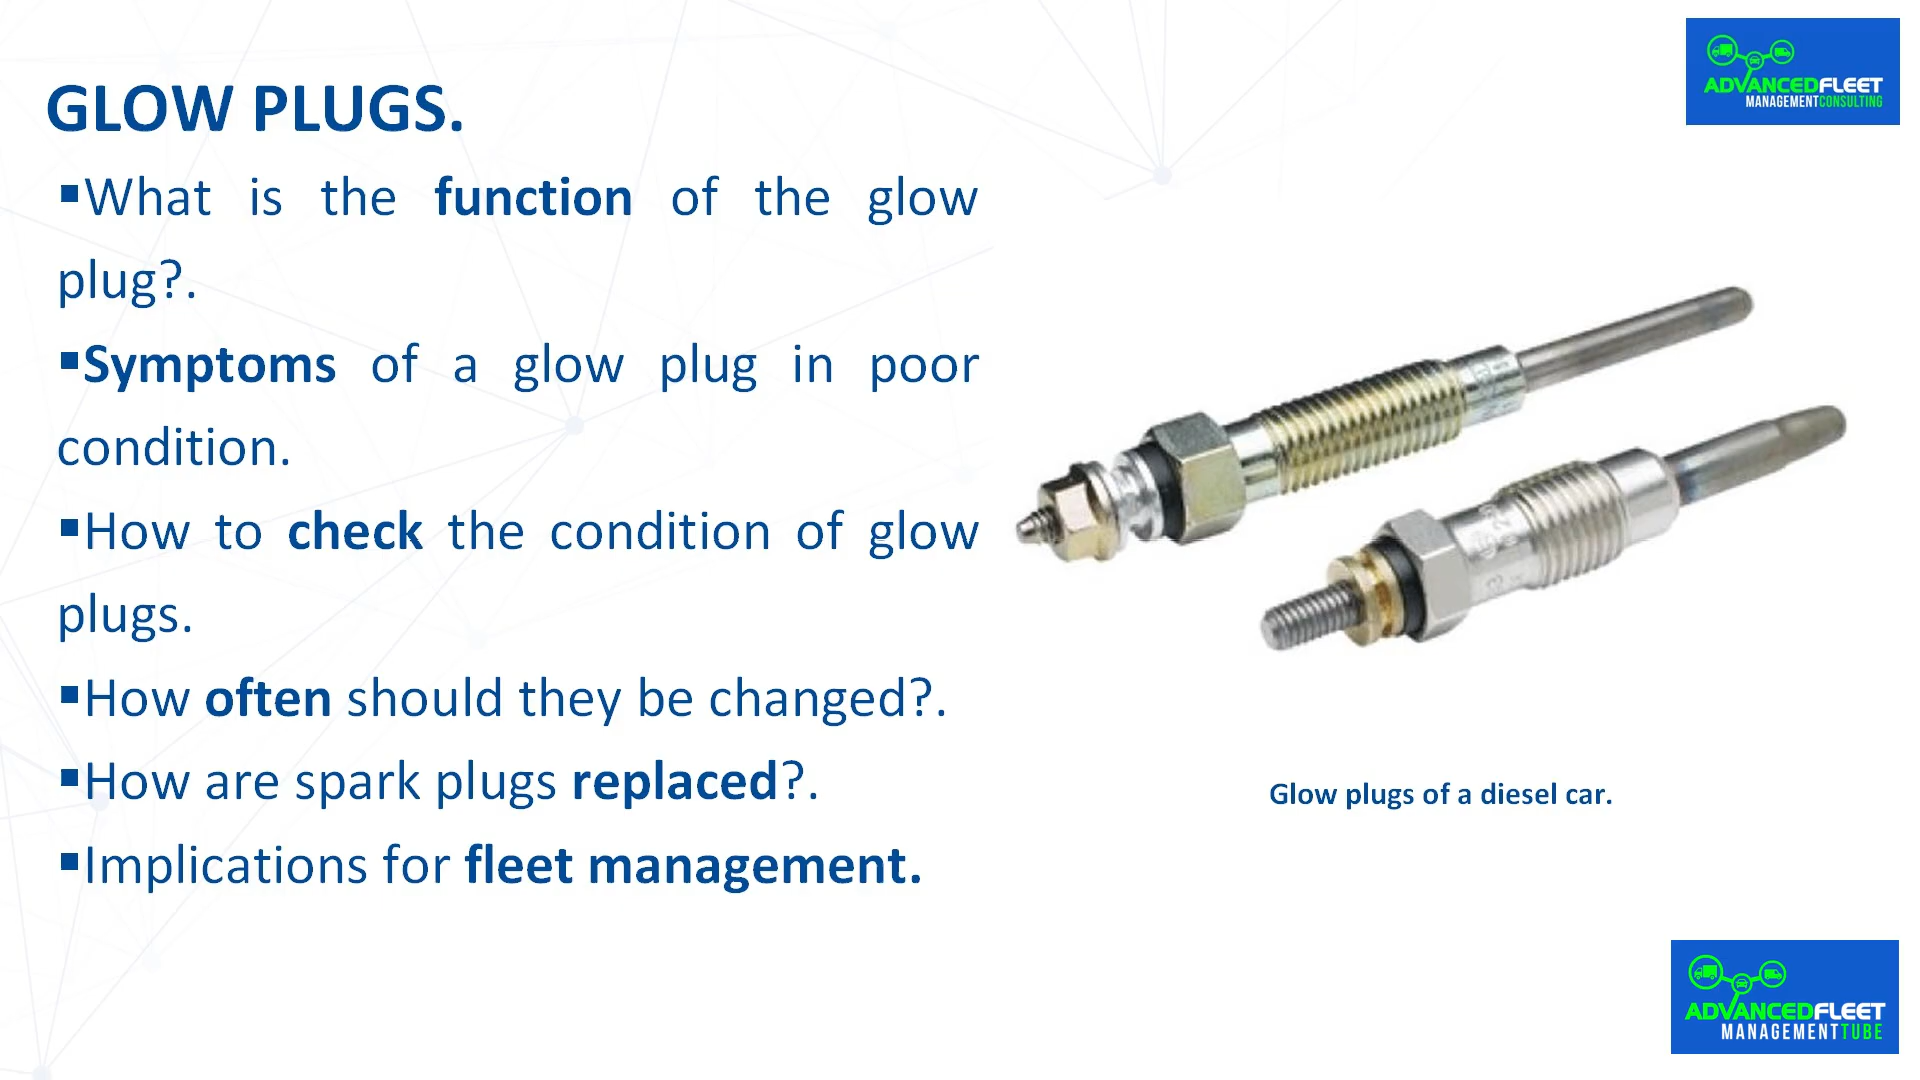 GLOW PLUGS.
▪What is the function of the glow
plug?.
▪Symptoms of a glow plug in poor
condition.
▪How to check the condition of glow
plugs.
▪How often should they be changed?.
▪How are spark plugs replaced?.
▪Implications for fleet management.
Glow plugs of a diesel car.
ADVANCEDFLEET
MANAGEMENTCONSULTING
ADVANCEDFLEET
MANAGEMENTTUBE